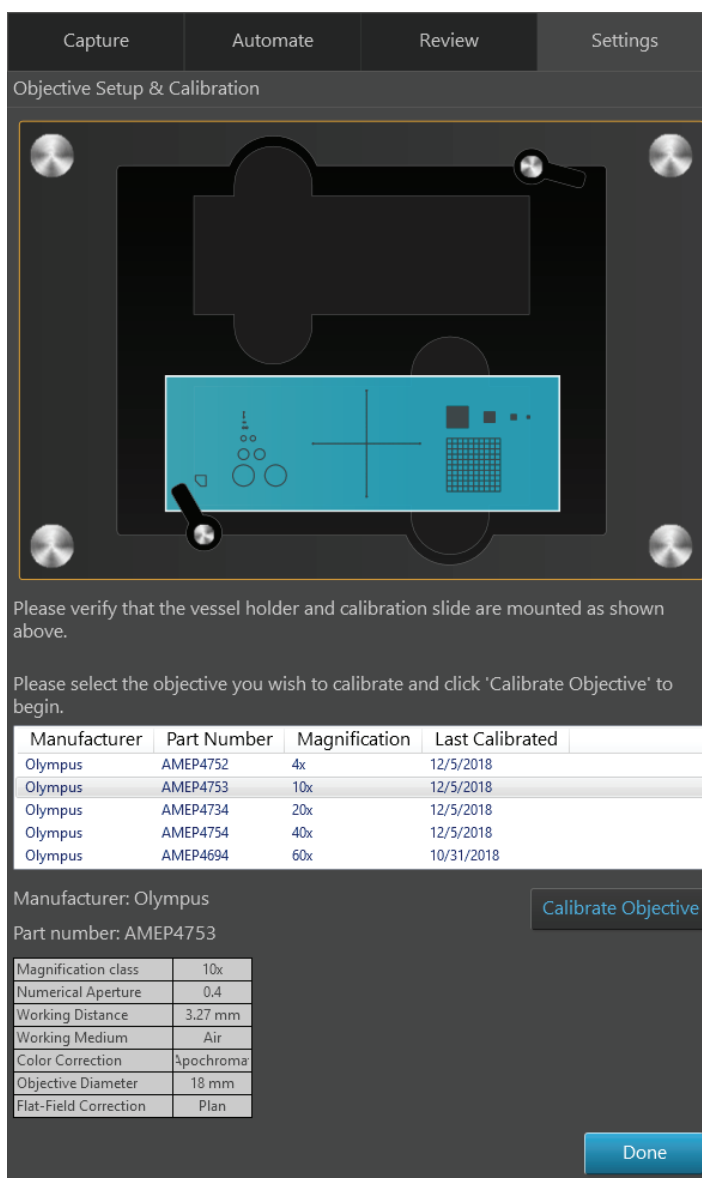 Capture Automate Review Settings
Objective Setup & Calibration
Please verify that the vessel holder and calibration slide are mounted as shown
above.
Please select the objective you wish to calibrate and click 'Calibrate Objective' to
begin.
Manufacturer Part Number Magnification Last Calibrated
Olympus AMEP4752 4x 12/5/2018
Olympus AMEP4753 10x 12/5/2018
Olympus AMEP4734 20x 12/5/2018
Olympus AMEP4754 40x 12/5/2018
Olympus AMEP4694 60x 10/31/2018
Manufacturer: Olympus
Calibrate Objective
Part number: AMEP4753
Magnification class 10x
Numerical Aperture 0.4
Working Distance 3.27 mm
Working Medium Air
Color Correction Apochroma
Objective Diameter 18 mm
Flat-Field Correction Plan
Done